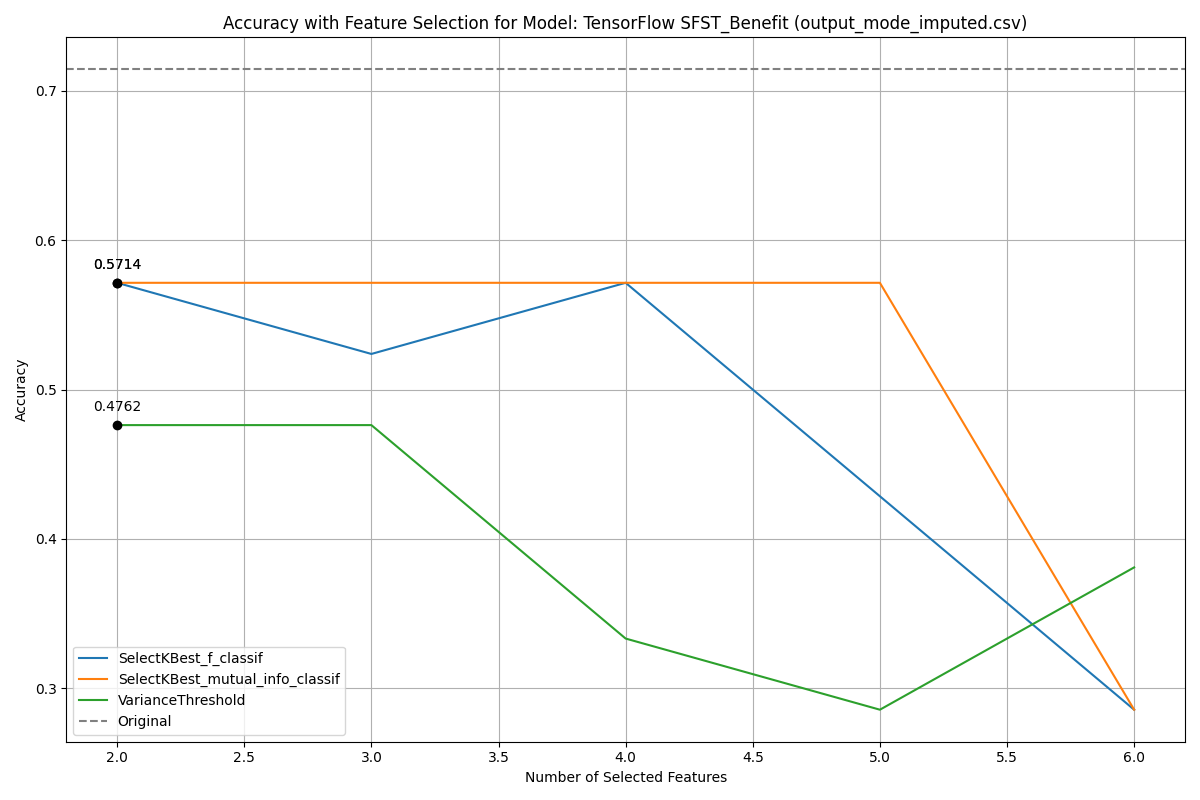 Accuracy with Feature Selection for Model: TensorFlow SFST_Benefit (output_mode_imputed.csv)
Accuracy
0.7
0.6
0.5
0.4
0.3
0.5714
0.4762
SelectKBest_f_classif
SelectKBest_mutual_info_classif
VarianceThreshold
Original
2.0 2.5 3.0 3.5 4.0 4.5 5.0 5.5 6.0
Number of Selected Features